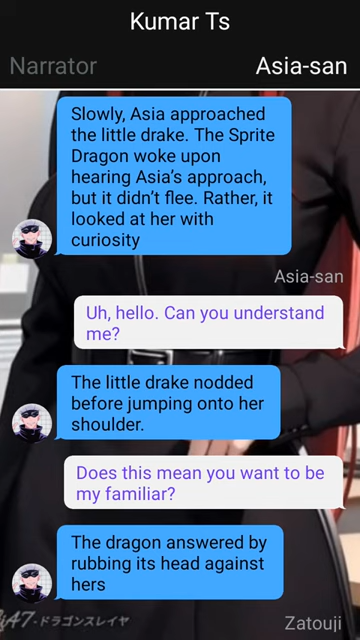 Kumar Ts
Narrator
Asia-san
Slowly, Asia approached
the little drake. The Sprite
Dragon woke upon
hearing Asia’s approach,
but it didn’t flee. Rather, it
looked at her with
curiosity
Asia-san
Uh, hello. Can you understand
me?
The little drake nodded
before jumping onto her
shoulder.
Does this mean you want to be
my familiar?
The dragon answered by
rubbing its head against
hers
A7-ドラゴンスレイヤ
Zatouji